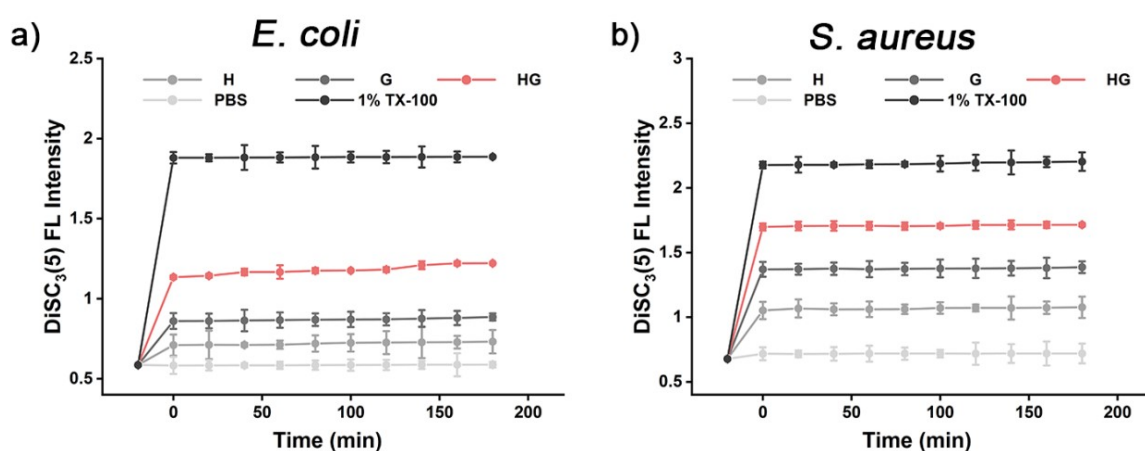 a)
E. coli
H
G
HG
PBS
1% TX-100
DiSC₃(5) FL Intensity
2.5
2
1.5
1
0.5
0
50
100
150
200
Time (min)
b)
S. aureus
H
G
HG
PBS
1% TX-100
DiSC₃(5) FL Intensity
3
2.5
2
1.5
1
0.5
0
50
100
150
200
Time (min)